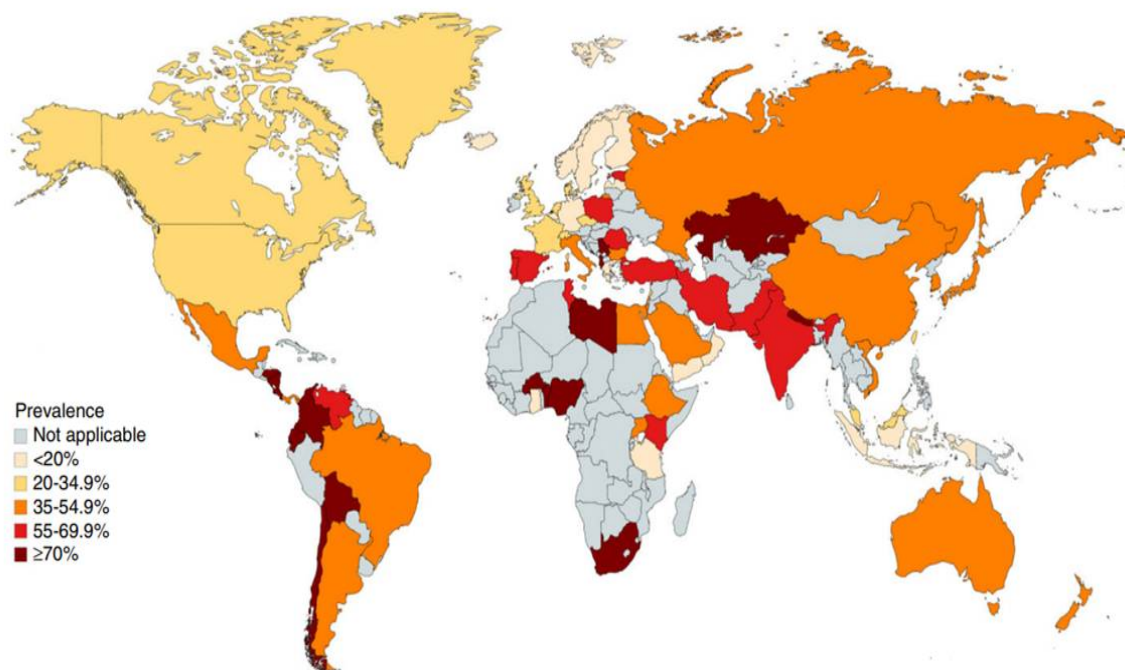 Prevalence
Not applicable
<20%
20-34.9%
35-54.9%
55-69.9%
≥70%